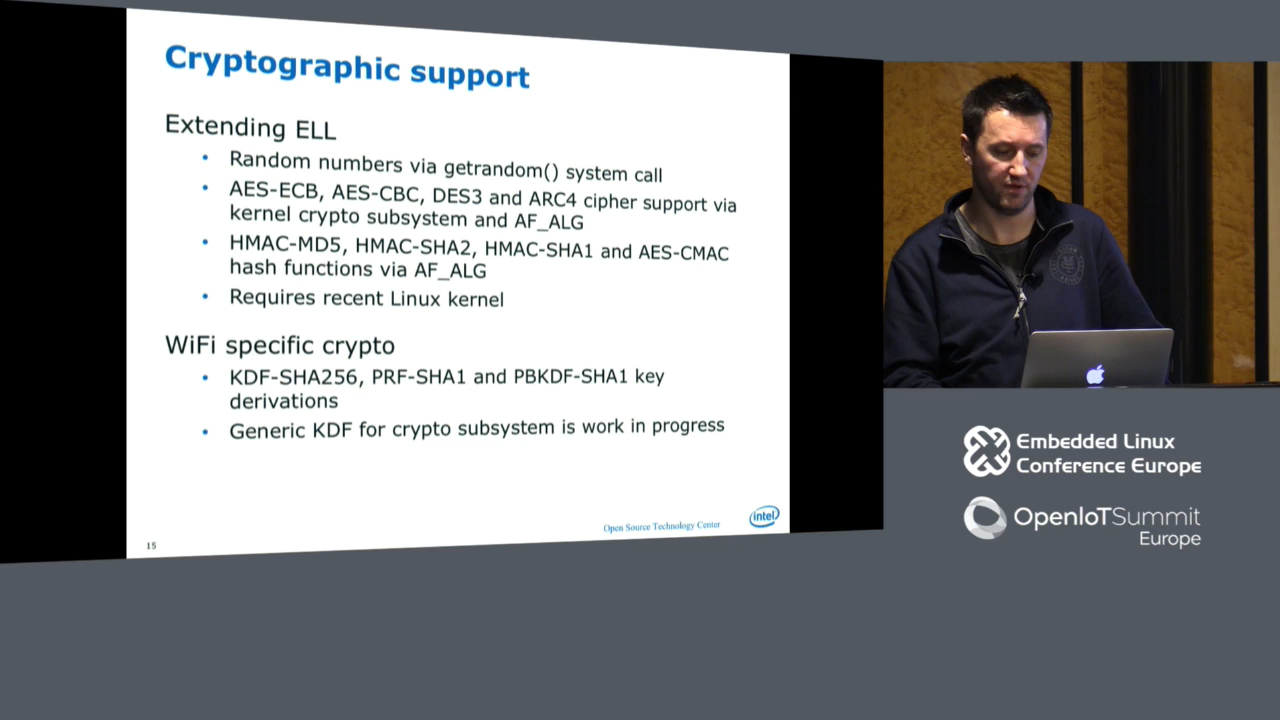 Cryptographic support
Extending ELL
• Random numbers via getrandom() system call
• AES-ECB, AES-CBC, DES3 and ARC4 cipher support via
kernel crypto subsystem and AF_ALG
• HMAC-MD5, HMAC-SHA2, HMAC-SHA1 and AES-CMAC
hash functions via AF_ALG
• Requires recent Linux kernel
WiFi specific crypto
• KDF-SHA256, PRF-SHA1 and PBKDF-SHA1 key
derivations
• Generic KDF for crypto subsystem is work in progress
Open Source Technology Center
intel
15
Embedded Linux
Conference Europe
OpenIoTSummit
Europe